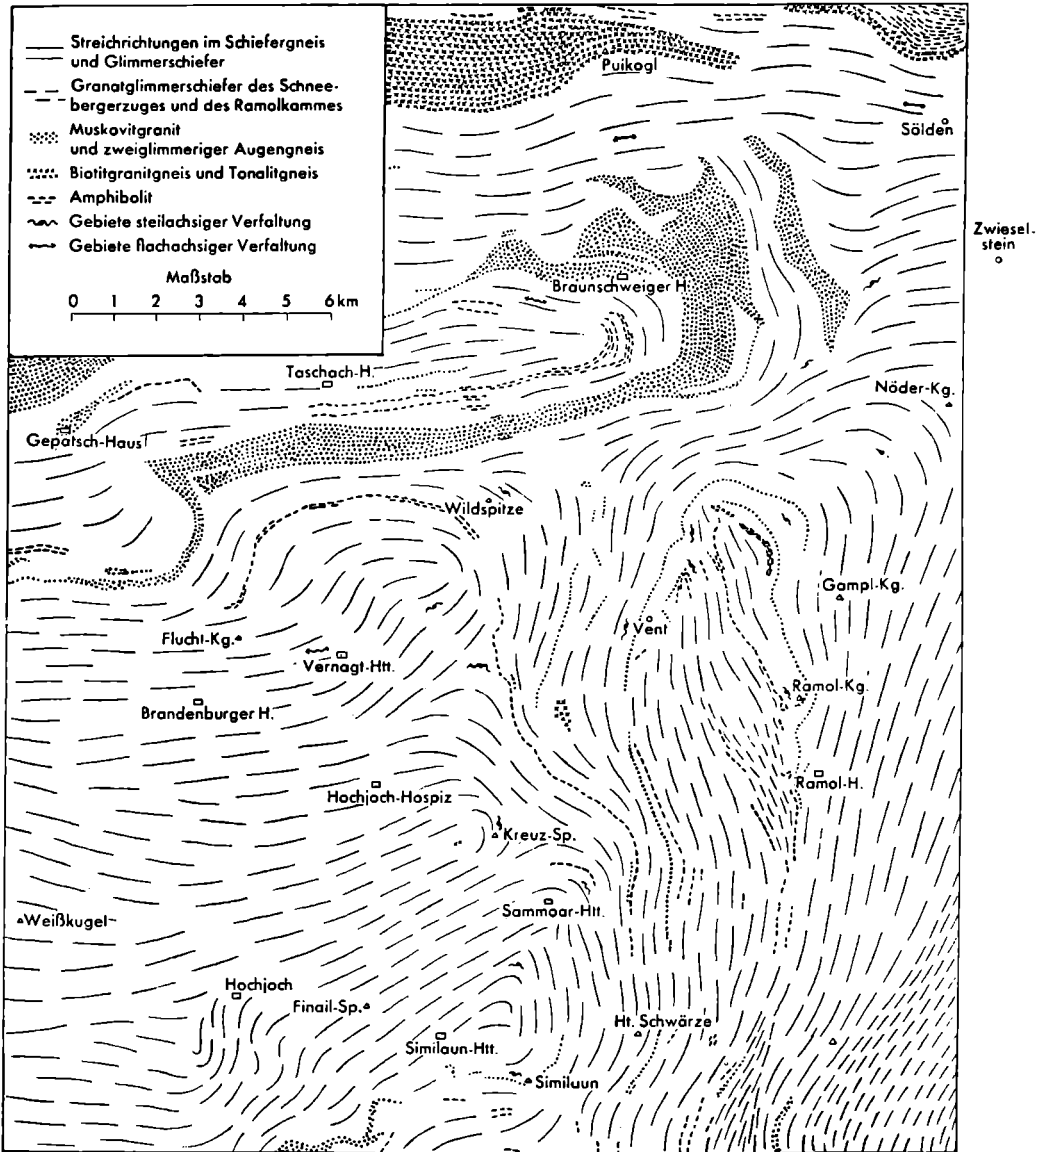 Streichrichtungen im Schiefergneis
und Glimmerschiefer
Granatglimmerschiefer des Schnee-
bergerzuges und des Ramolkammes
Muskovitgranit
und zweiglimmeriger Augengneis
Biotitgranitgneis und Tonalitgneis
Amphibolit
Gebiete steilachsiger Verfaltung
Gebiete flachachsiger Verfaltung
Maßstab
0 1 2 3 4 5 6 km
Puikogl
Sölden
Zwiesel-
stein
Braunschweiger H.
Taschach-H.
Nöder-Kg.
Gepatsch-Haus
Wildspitze
Gampl-Kg.
Vent
Flucht-Kg.
Vernagt-Htt.
Ramol-Kg.
Brandenburger H.
Ramol-H.
Hochjoch-Hospiz
Kreuz-Sp.
Sammoar-Htt.
Weißkugel
Hochjoch
Finail-Sp.
Ht. Schwärze
Similaun-Htt.
Similaun